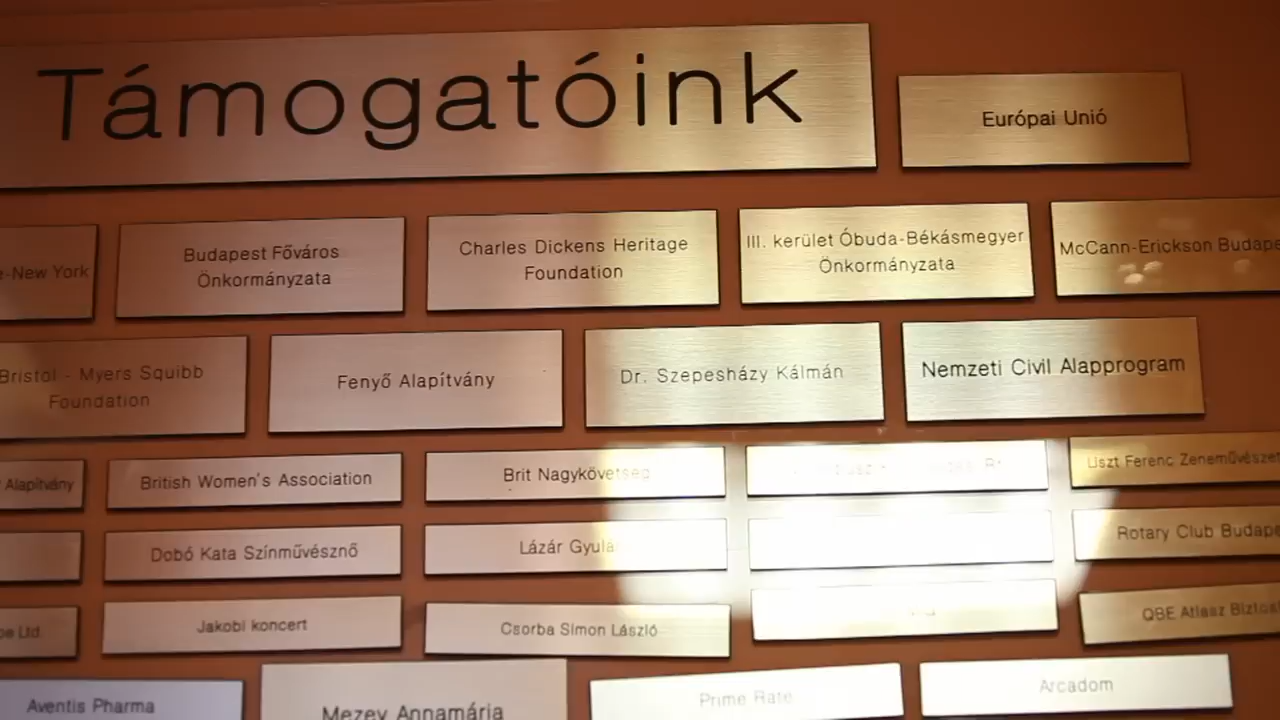 Támogatóink
Európai Unió
-New York
Budapest Főváros
Önkormányzata
Charles Dickens Heritage
Foundation
III. kerület Óbuda-Békásmegyer
Önkormányzata
McCann-Erickson Budape
Bristol - Myers Squibb
Foundation
Fenyő Alapítvány
Dr. Szepesházy Kálmán
Nemzeti Civil Alapprogram
Alapítvány
British Women's Association
Brit Nagykövetség
Liszt Ferenc Zeneművészet
Dobó Kata Színművésznő
Lázár Gyula
Rotary Club Budape
Ltd.
Jakobi koncert
Csorba Simon László
QBE Atlasz Biztos
Aventis Pharma
Mezey Annamária
Prime Rate
Arcadom